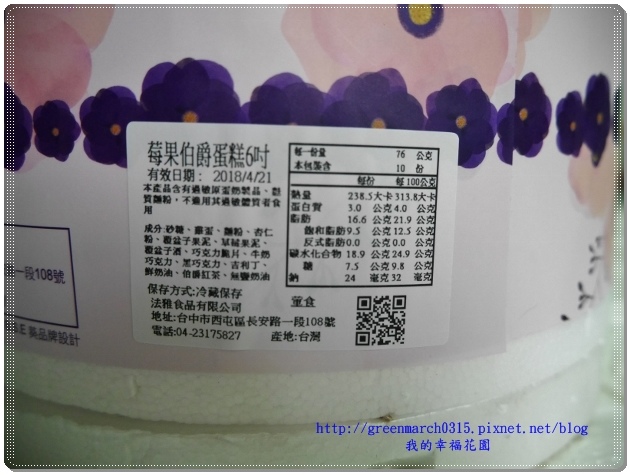 莓果伯爵蛋糕6吋
有效日期: 2018/4/21
本產品含有過敏原蛋奶製品、麩
質麵粉，不適用其過敏體質者食
用
成分:砂糖、雞蛋、麵粉、杏仁
粉、覆盆子果泥、草莓果泥、
覆盆子酒、巧克力脆片、牛奶
巧克力、黑巧克力、吉利丁、
鮮奶油、伯爵紅茶、無鹽奶油
保存方式:冷藏保存
法雅食品有限公司
地址:台中市西屯區長安路一段108號
電話:04-23175827 產地:台灣
葷食
每一份量 76 公克
本包裝含 10 份
每份 每100公克
熱量 238.5大卡 313.8大卡
蛋白質 3.0 公克 4.0 公克
脂肪 16.6 公克 21.9 公克
飽和脂肪 9.5 公克 12.5 公克
反式脂肪 0.0 公克 0.0 公克
碳水化合物 18.9 公克 24.9 公克
糖 7.5 公克 9.8 公克
鈉 24 毫克 32 毫克
一段108號
葵品牌設計
http://greenmarch0315.pixnet.net/blog
我的幸福花園